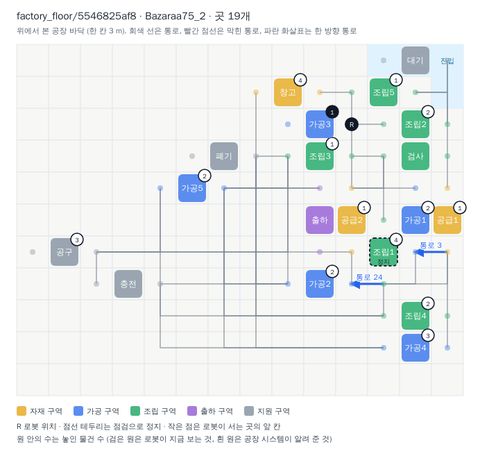 factory_floor/5546825af8 · Bazaraa75_2 · 곳 19개
위에서 본 공장 바닥 (한 칸 3 m). 회색 선은 통로, 빨간 점선은 막힌 통로, 파란 화살표는 한 방향 통로
대기
진입
창고 4
조립5 1
가공3 1
R
조립2 2
폐기
조립3 1
검사
가공5 2
출하
공급2 1
가공1 2
공급1 1
공구 3
조립1 4
정지
통로 3
충전
가공2 2
통로 24
조립4 2
가공4 3
자재 구역
가공 구역
조립 구역
출하 구역
지원 구역
R 로봇 위치 · 점선 테두리는 점검으로 정지 · 작은 점은 로봇이 서는 곳의 앞 칸
원 안의 수는 놓인 물건 수 (검은 원은 로봇이 지금 보는 것, 흰 원은 공장 시스템이 알려 준 것)